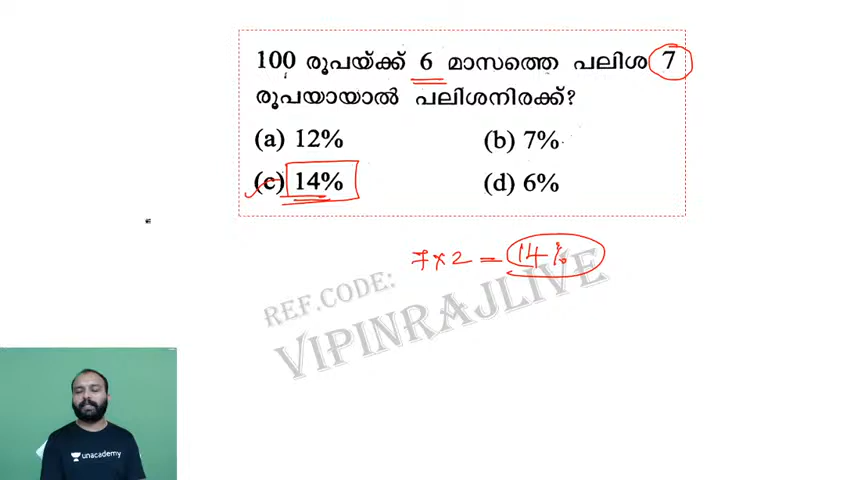 100 രൂപയ്ക്ക് 6 മാസത്തെ പലിശ 7
രൂപയായാൽ പലിശനിരക്ക്?
(a) 12% (b) 7%
(c) 14% (d) 6%
7×2 = 14%
REF.CODE:
VIPINRAJLIVE
unacademy